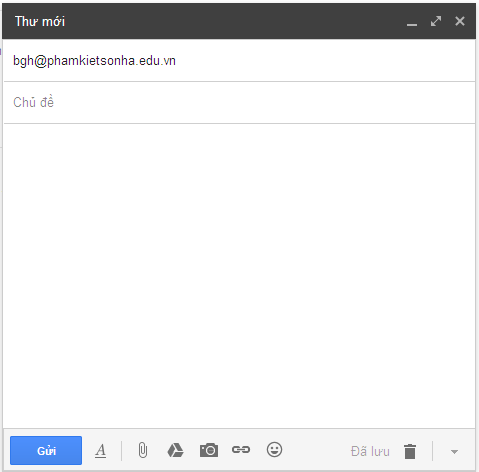 Thư mới
bgh@phamkietsonha.edu.vn
Chủ đề
Gửi
A
Đã lưu